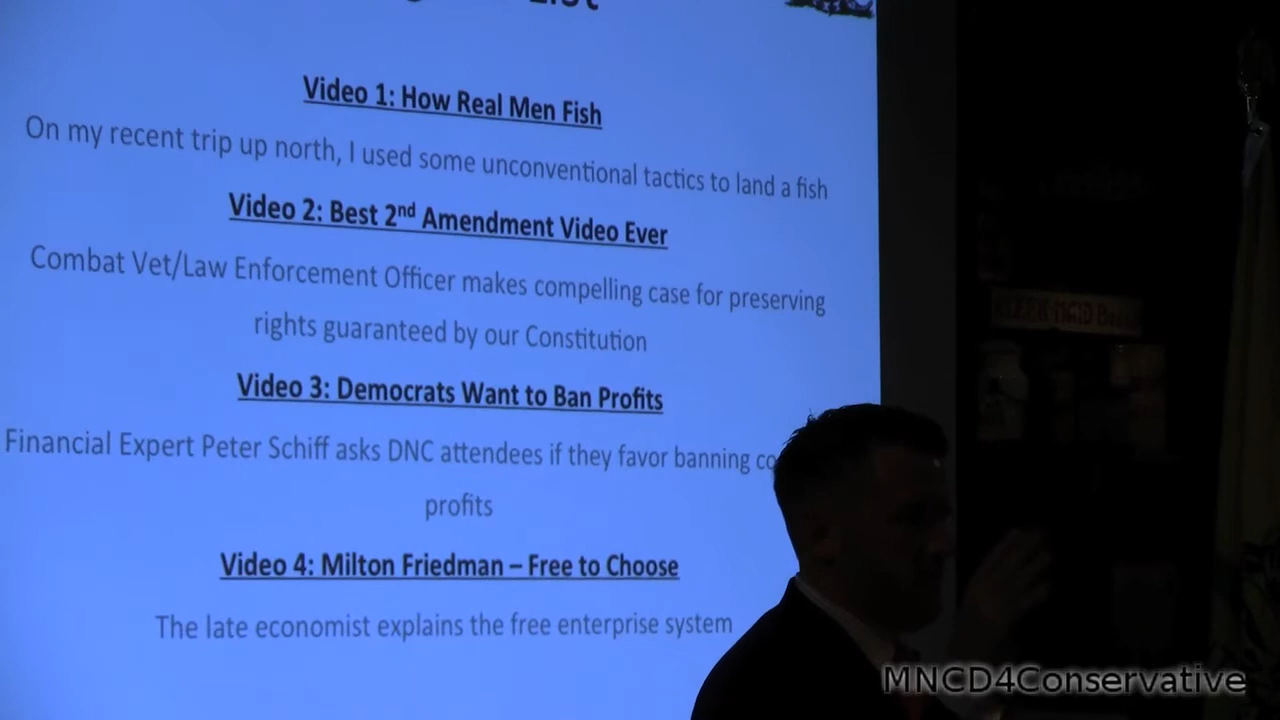 Video 1: How Real Men Fish
On my recent trip up north, I used some unconventional tactics to land a fish
Video 2: Best 2nd Amendment Video Ever
Combat Vet/Law Enforcement Officer makes compelling case for preserving
rights guaranteed by our Constitution
Video 3: Democrats Want to Ban Profits
Financial Expert Peter Schiff asks DNC attendees if they favor banning
profits
Video 4: Milton Friedman – Free to Choose
The late economist explains the free enterprise system
MNCD4Conservative